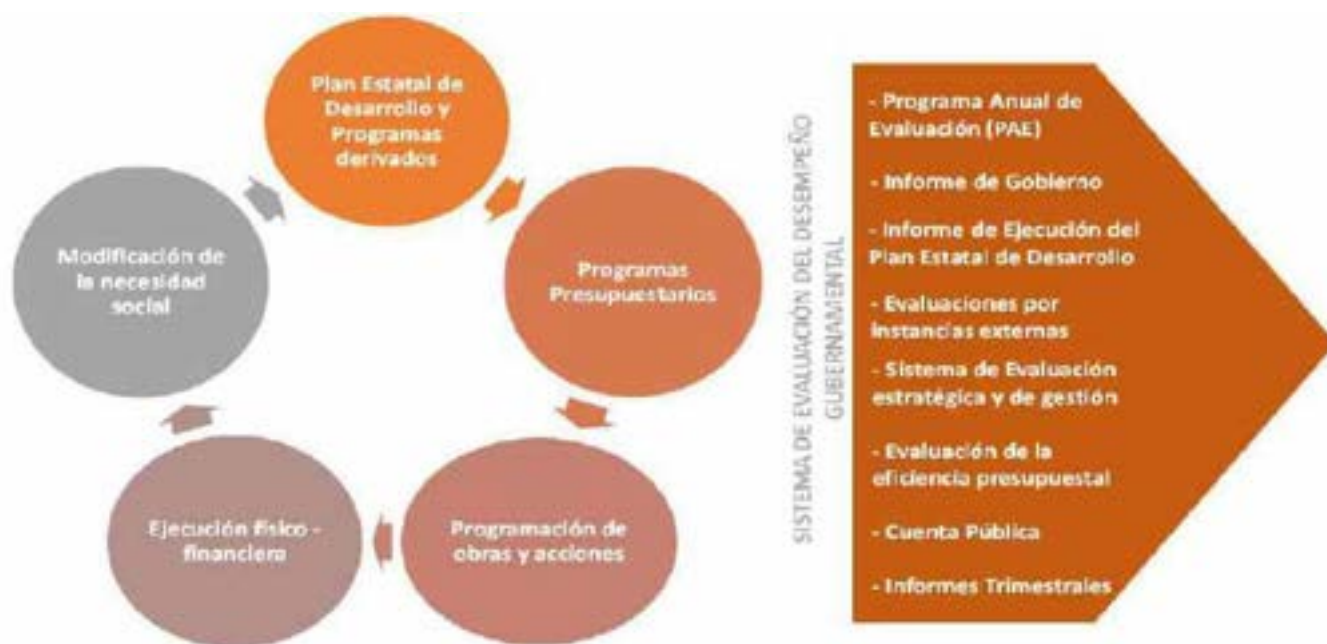 Plan Estatal de
Desarrollo y
Programas
derivados
Programas
Presupuestarios
Programación de
obras y acciones
Ejecución físico -
financiera
Modificación de
la necesidad
social
SISTEMA DE EVALUACIÓN DEL DESEMPEÑO
GUBERNAMENTAL
- Programa Anual de
Evaluación (PAE)
- Informe de Gobierno
- Informe de Ejecución del
Plan Estatal de Desarrollo
- Evaluaciones por
instancias externas
- Sistema de Evaluación
estratégica y de gestión
- Evaluación de la
eficiencia presupuestal
- Cuenta Pública
- Informes Trimestrales